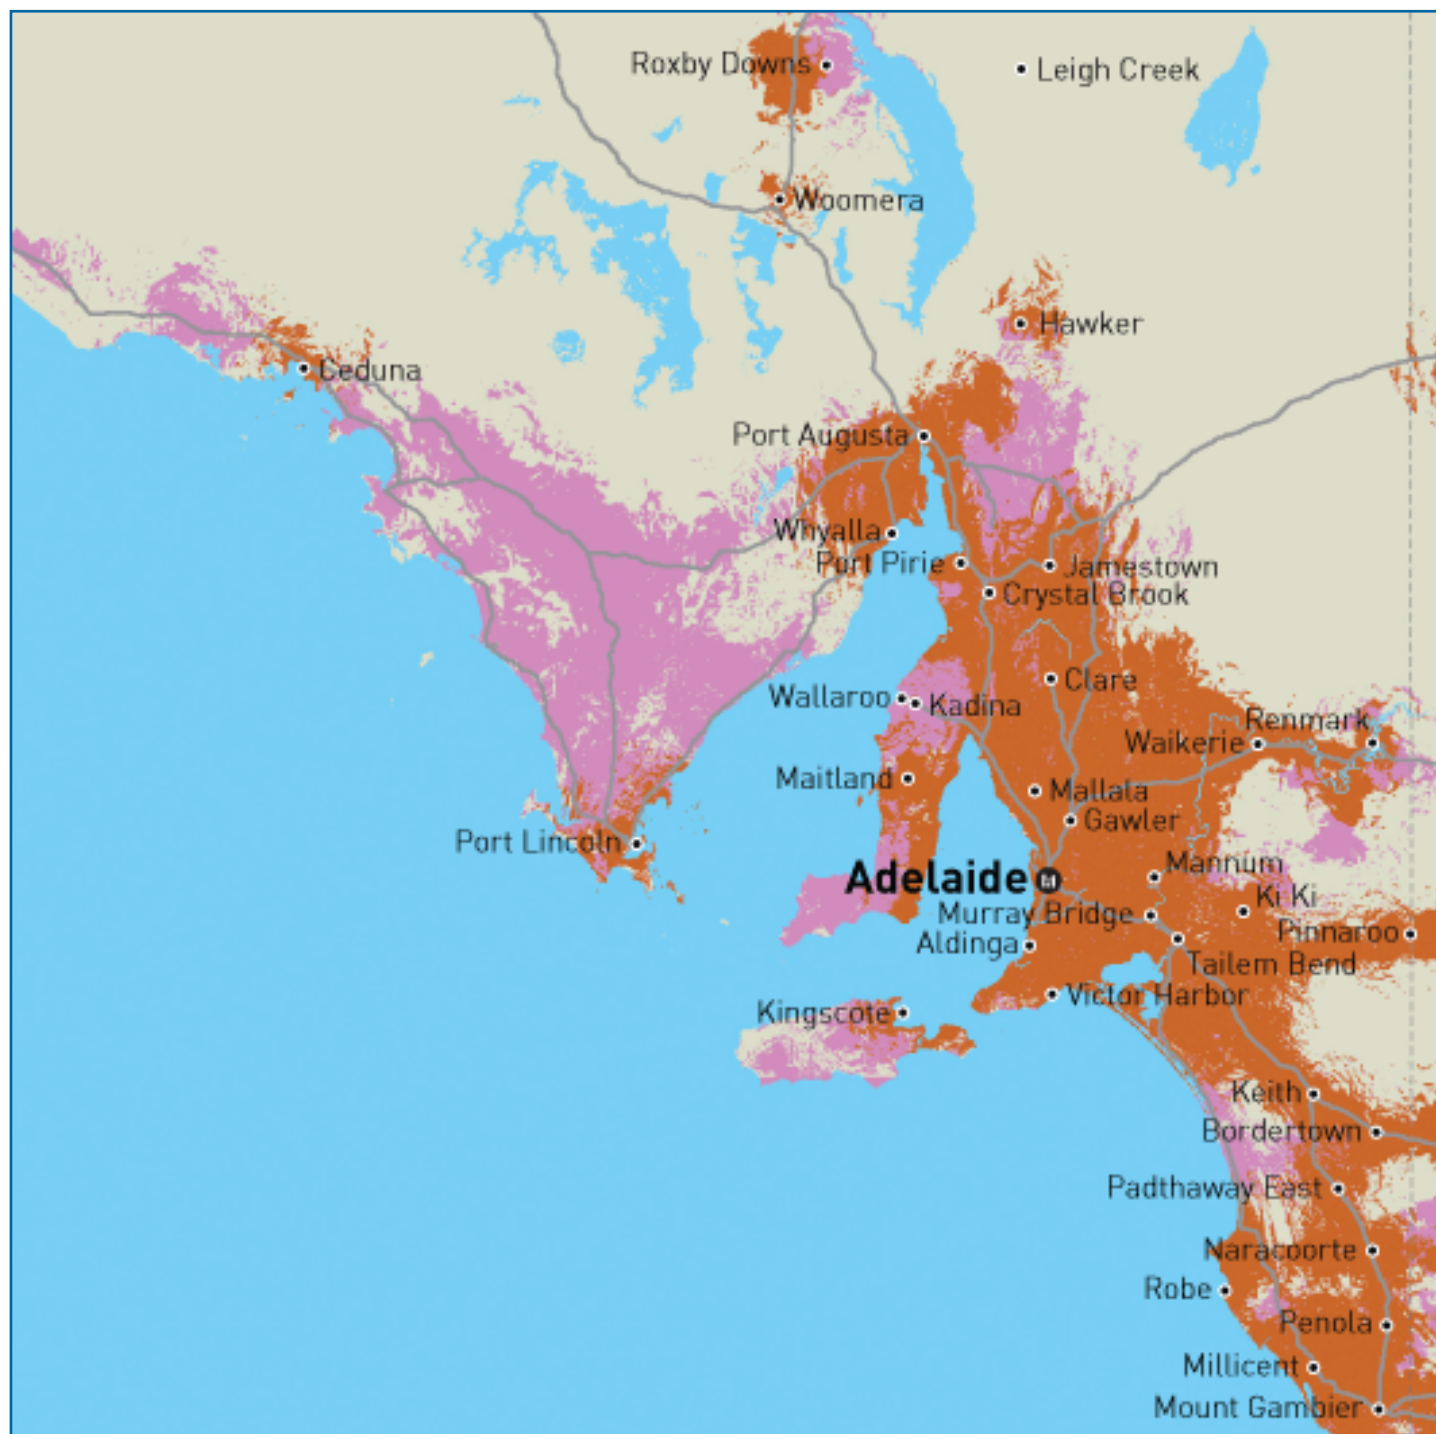 Roxby Downs
Leigh Creek
Woomera
Hawker
Ceduna
Port Augusta
Whyalla
Port Pirie
Jamestown
Crystal Brook
Clare
Wallaroo
Kadina
Renmark
Waikerie
Maitland
Mallala
Gawler
Port Lincoln
Mannum
Adelaide
M
Ki Ki
Murray Bridge
Pinnaroo
Aldinga
Tailem Bend
Victor Harbor
Kingscote
Keith
Bordertown
Padthaway East
Naracoorte
Robe
Penola
Millicent
Mount Gambier